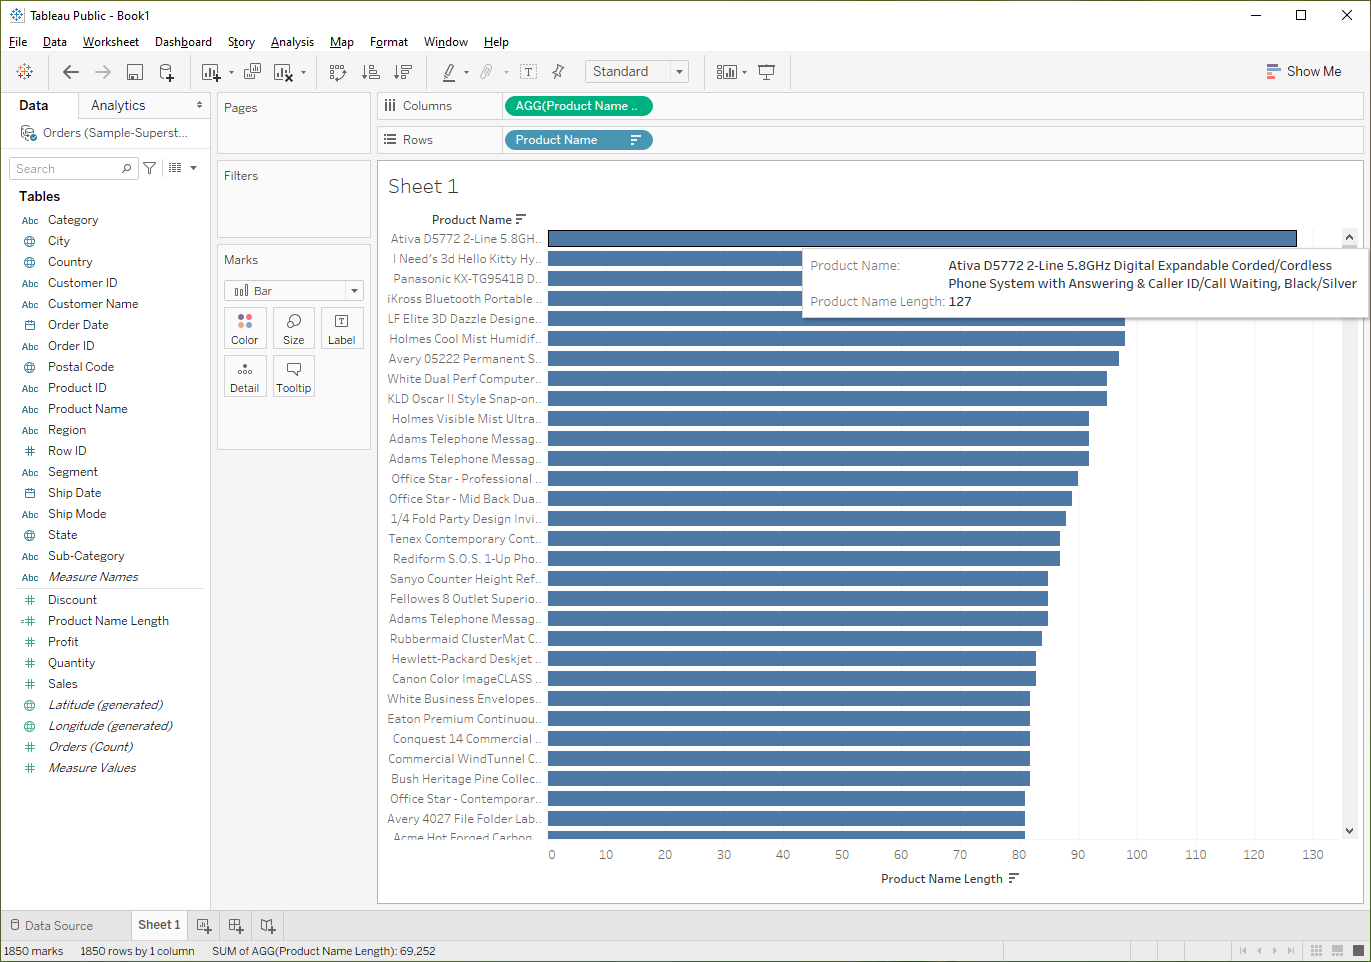 Tableau Public - Book1
File Data Worksheet Dashboard Story Analysis Map Format Window Help
Standard
Show Me
Data Analytics
Orders (Sample-Superst...
Search
Tables
Abc Category
City
Country
Abc Customer ID
Abc Customer Name
Order Date
Abc Order ID
Postal Code
Abc Product ID
Abc Product Name
Abc Region
# Row ID
Abc Segment
Ship Date
Abc Ship Mode
State
Abc Sub-Category
Abc Measure Names
# Discount
=# Product Name Length
# Profit
# Quantity
# Sales
Latitude (generated)
Longitude (generated)
# Orders (Count)
# Measure Values
Pages
Filters
Marks
Bar
Color Size Label
Detail Tooltip
Columns AGG(Product Name ..
Rows Product Name
Sheet 1
Product Name
Ativa D5772 2-Line 5.8GH..
I Need's 3d Hello Kitty Hy..
Panasonic KX-TG9541B D..
iKross Bluetooth Portable ..
LF Elite 3D Dazzle Designe..
Holmes Cool Mist Humidif..
Avery 05222 Permanent S..
White Dual Perf Computer..
KLD Oscar II Style Snap-on..
Holmes Visible Mist Ultra..
Adams Telephone Messag..
Adams Telephone Messag..
Office Star - Professional ..
Office Star - Mid Back Dua..
1/4 Fold Party Design Invi..
Tenex Contemporary Cont..
Rediform S.O.S. 1-Up Pho..
Sanyo Counter Height Ref..
Fellowes 8 Outlet Superio..
Adams Telephone Messag..
Rubbermaid ClusterMat C..
Hewlett-Packard Deskjet ..
Canon Color ImageCLASS ..
White Business Envelopes..
Eaton Premium Continuou..
Conquest 14 Commercial ..
Commercial WindTunnel C..
Bush Heritage Pine Collec..
Office Star - Contemporar..
Avery 4027 File Folder Lab..
Acme Hot Forged Carbon
Product Name: Ativa D5772 2-Line 5.8GHz Digital Expandable Corded/Cordless
Phone System with Answering & Caller ID/Call Waiting, Black/Silver
Product Name Length: 127
0 10 20 30 40 50 60 70 80 90 100 110 120 130
Product Name Length
Data Source Sheet 1
1850 marks 1850 rows by 1 column SUM of AGG(Product Name Length): 69,252